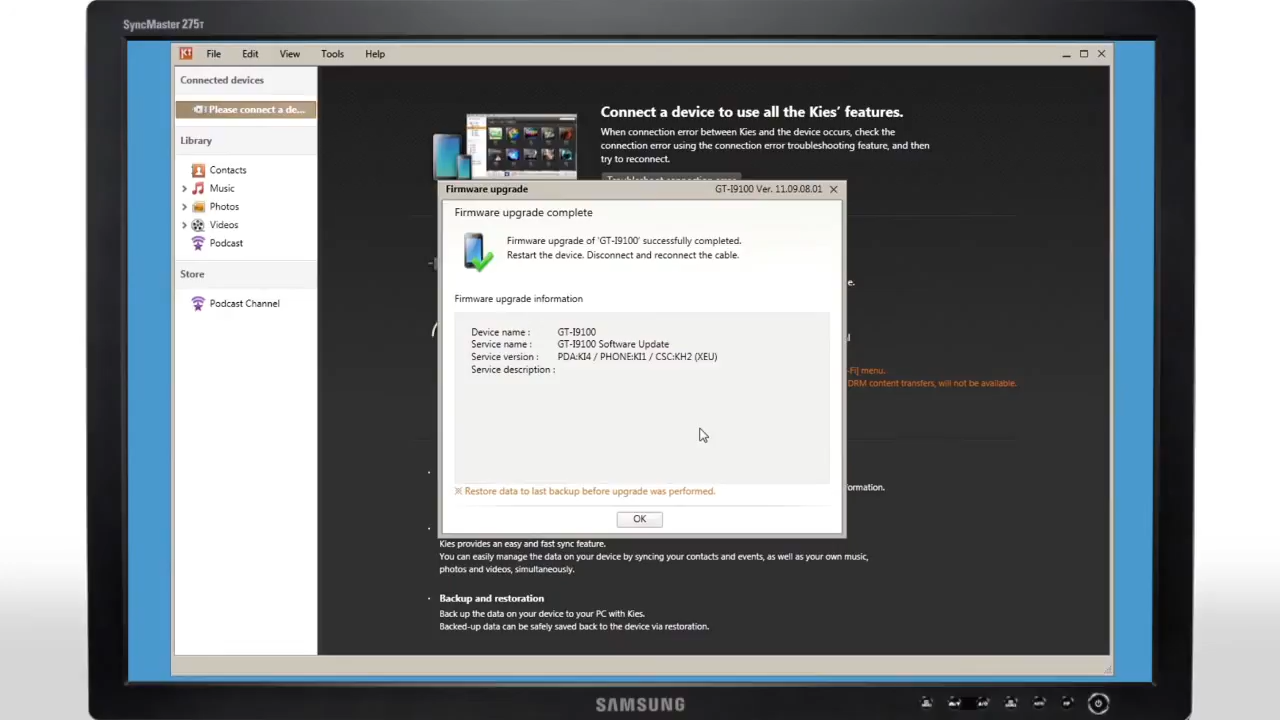 SyncMaster 275T
File Edit View Tools Help
Connected devices
Please connect a de...
Library
Contacts
Music
Photos
Videos
Podcast
Store
Podcast Channel
Connect a device to use all the Kies' features.
When connection error between Kies and the device occurs, check the
connection error using the connection error troubleshooting feature, and then
try to reconnect.
Firmware upgrade GT-I9100 Ver. 11.09.08.01
Firmware upgrade complete
Firmware upgrade of 'GT-I9100' successfully completed.
Restart the device. Disconnect and reconnect the cable.
Firmware upgrade information
Device name : GT-I9100
Service name : GT-I9100 Software Update
Service version : PDA:KI4 / PHONE:KI1 / CSC:KH2 (XEU)
Service description :
※ Restore data to last backup before upgrade was performed.
OK
e.
-Fi] menu.
DRM content transfers, will not be available.
Kies provides an easy and fast sync feature.
You can easily manage the data on your device by syncing your contacts and events, as well as your own music,
photos and videos, simultaneously.
· Backup and restoration
Back up the data on your device to your PC with Kies.
Backed-up data can be safely saved back to the device via restoration.
SAMSUNG